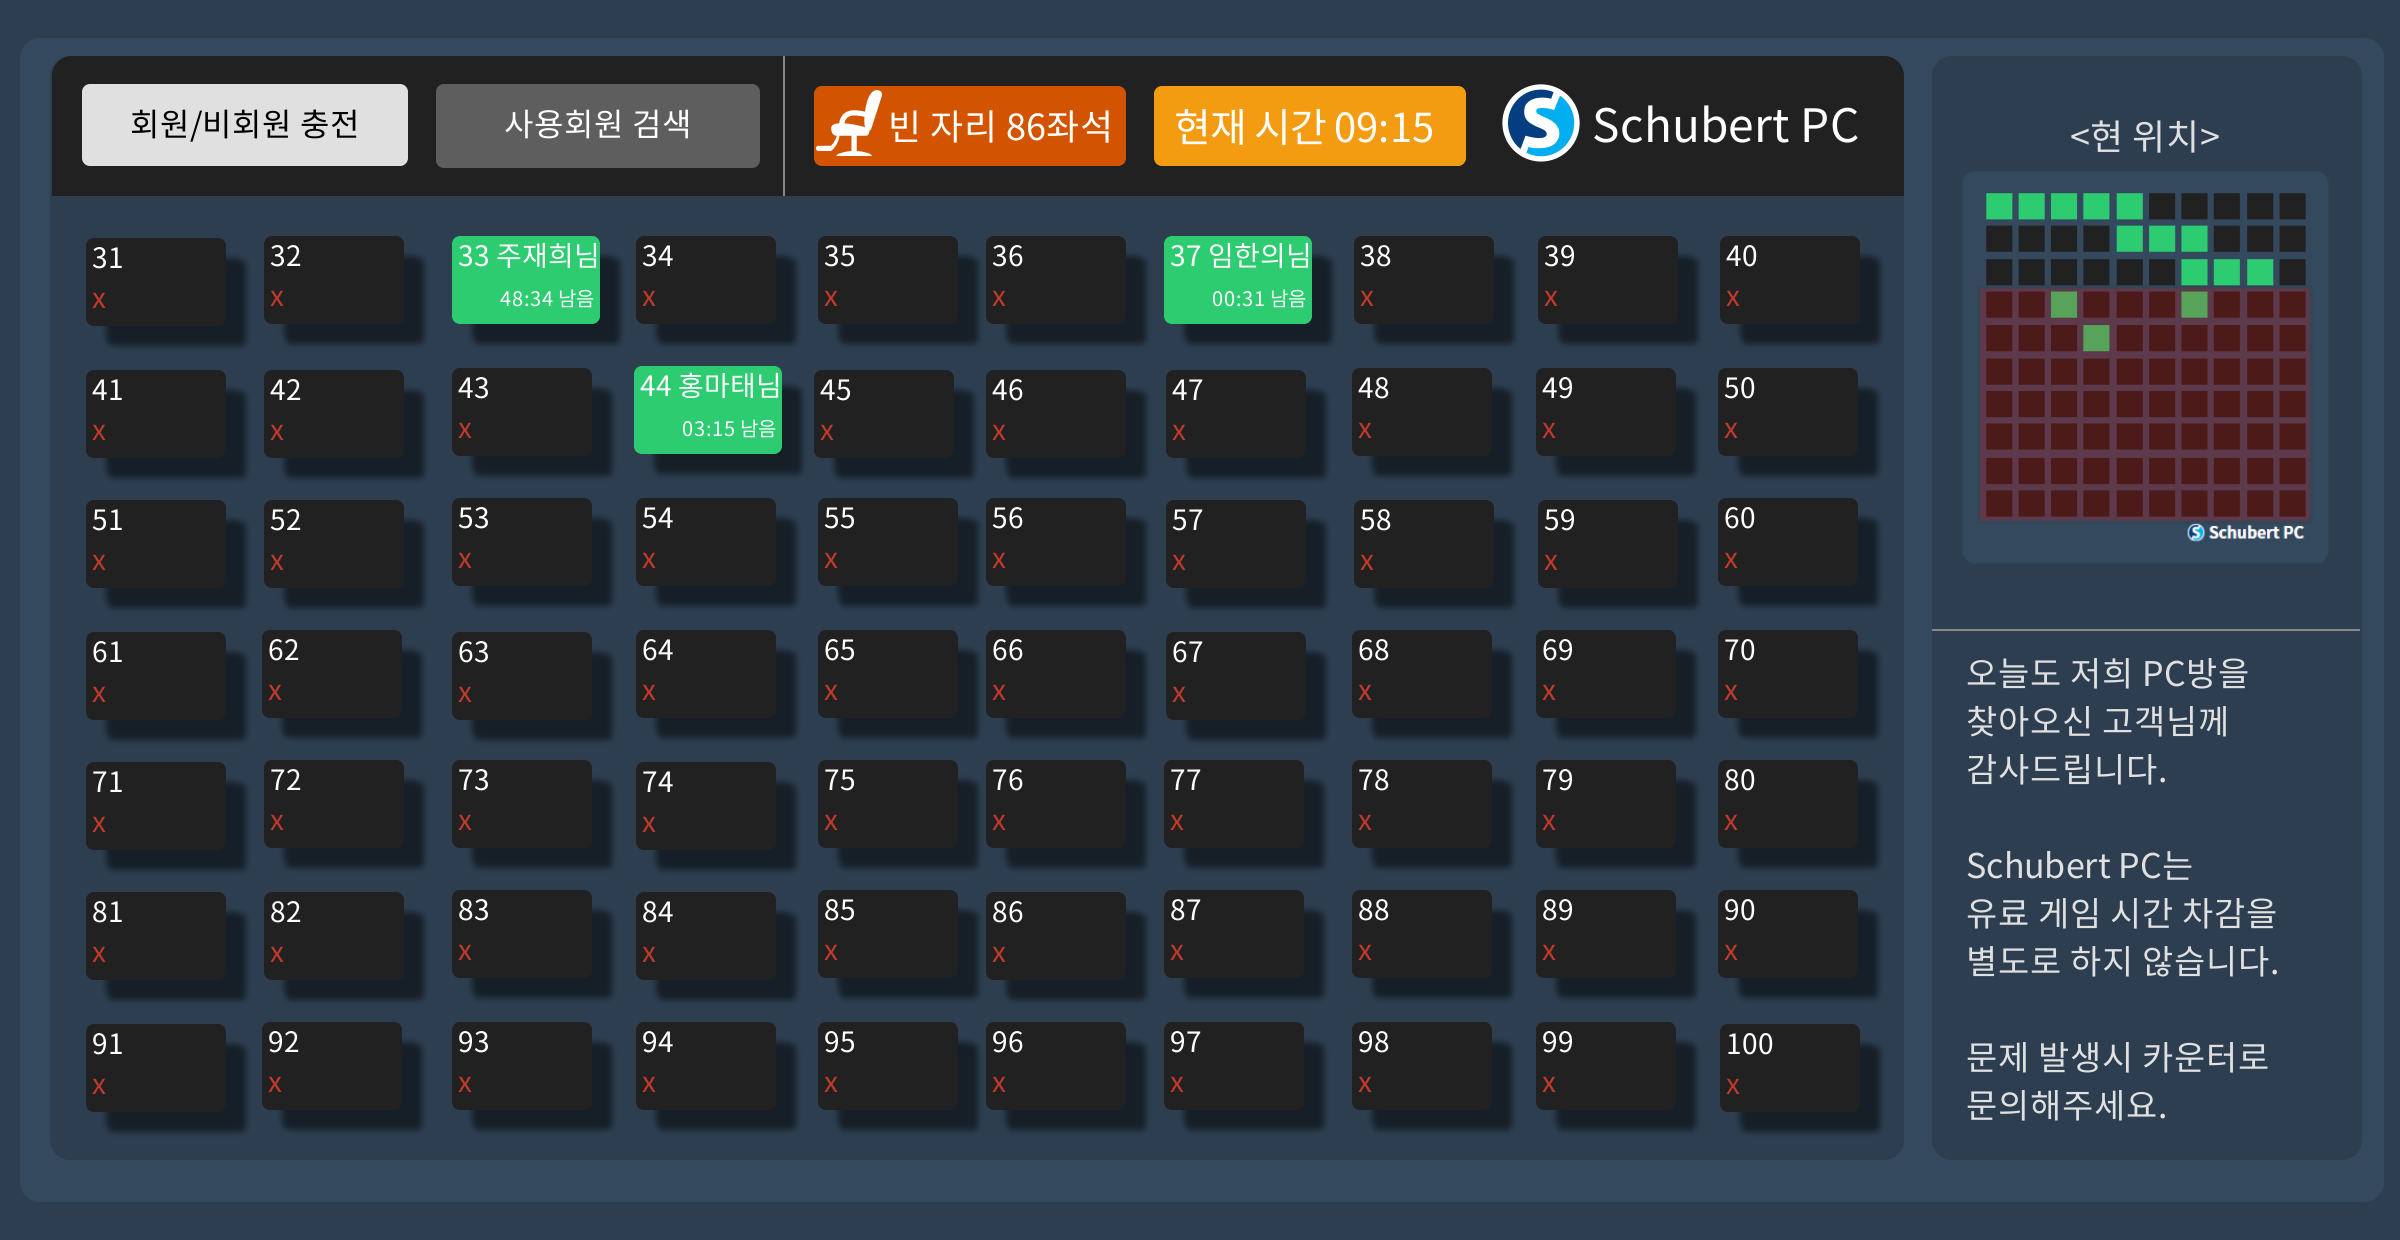 회원/비회원 충전
사용회원 검색
빈 자리 86좌석
현재 시간 09:15
Schubert PC
31
x
32
x
33 주재희님
48:34 남음
34
x
35
x
36
x
37 임한의님
00:31 남음
38
x
39
x
40
x
41
x
42
x
43
x
44 홍마태님
03:15 남음
45
x
46
x
47
x
48
x
49
x
50
x
51
x
52
x
53
x
54
x
55
x
56
x
57
x
58
x
59
x
60
x
61
x
62
x
63
x
64
x
65
x
66
x
67
x
68
x
69
x
70
x
71
x
72
x
73
x
74
x
75
x
76
x
77
x
78
x
79
x
80
x
81
x
82
x
83
x
84
x
85
x
86
x
87
x
88
x
89
x
90
x
91
x
92
x
93
x
94
x
95
x
96
x
97
x
98
x
99
x
100
x
<현 위치>
Schubert PC
오늘도 저희 PC방을
찾아오신 고객님께
감사드립니다.
Schubert PC는
유료 게임 시간 차감을
별도로 하지 않습니다.
문제 발생시 카운터로
문의해주세요.